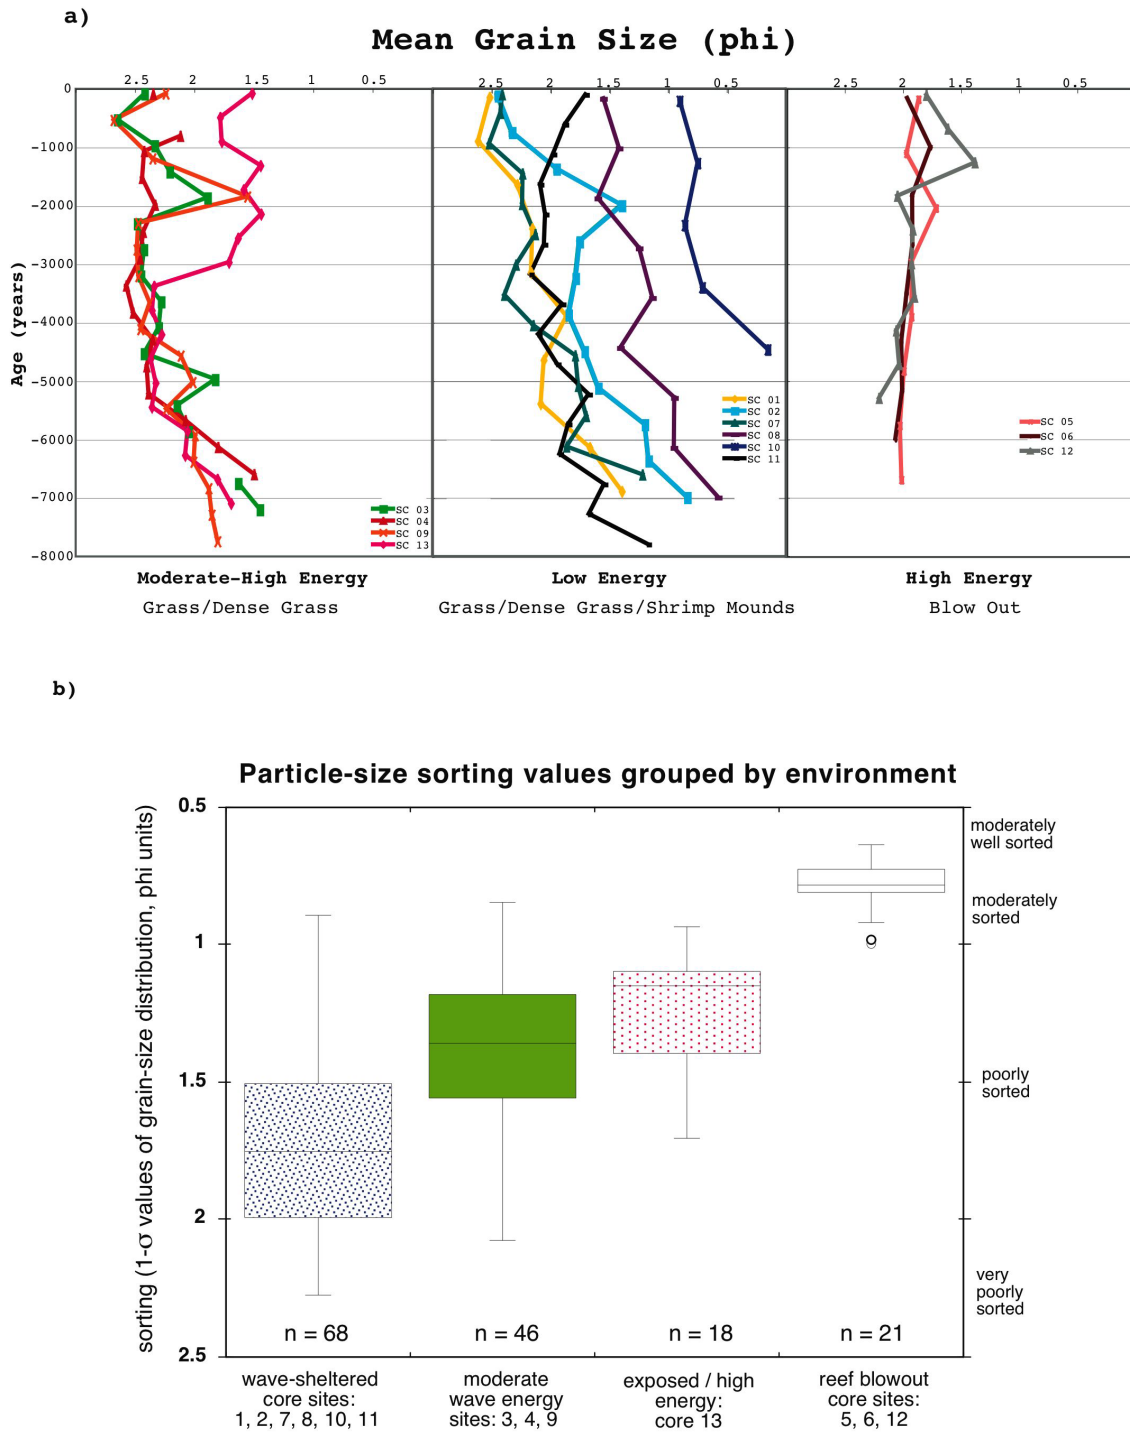 a)
Mean Grain Size (phi)
2.5 2 1.5 1 0.5
2.5 2 1.5 1 0.5
2.5 2 1.5 1 0.5
Age (years)
0
-1000
-2000
-3000
-4000
-5000
-6000
-7000
-8000
SC 03
SC 04
SC 09
SC 13
SC 01
SC 02
SC 07
SC 08
SC 10
SC 11
SC 05
SC 06
SC 12
Moderate-High Energy
Grass/Dense Grass
Low Energy
Grass/Dense Grass/Shrimp Mounds
High Energy
Blow Out
b)
Particle-size sorting values grouped by environment
sorting (1-σ values of grain-size distribution, phi units)
0.5
1
1.5
2
2.5
moderately
well sorted
moderately
sorted
poorly
sorted
very
poorly
sorted
n = 68
n = 46
n = 18
n = 21
wave-sheltered
core sites:
1, 2, 7, 8, 10, 11
moderate
wave energy
sites: 3, 4, 9
exposed / high
energy:
core 13
reef blowout
core sites:
5, 6, 12